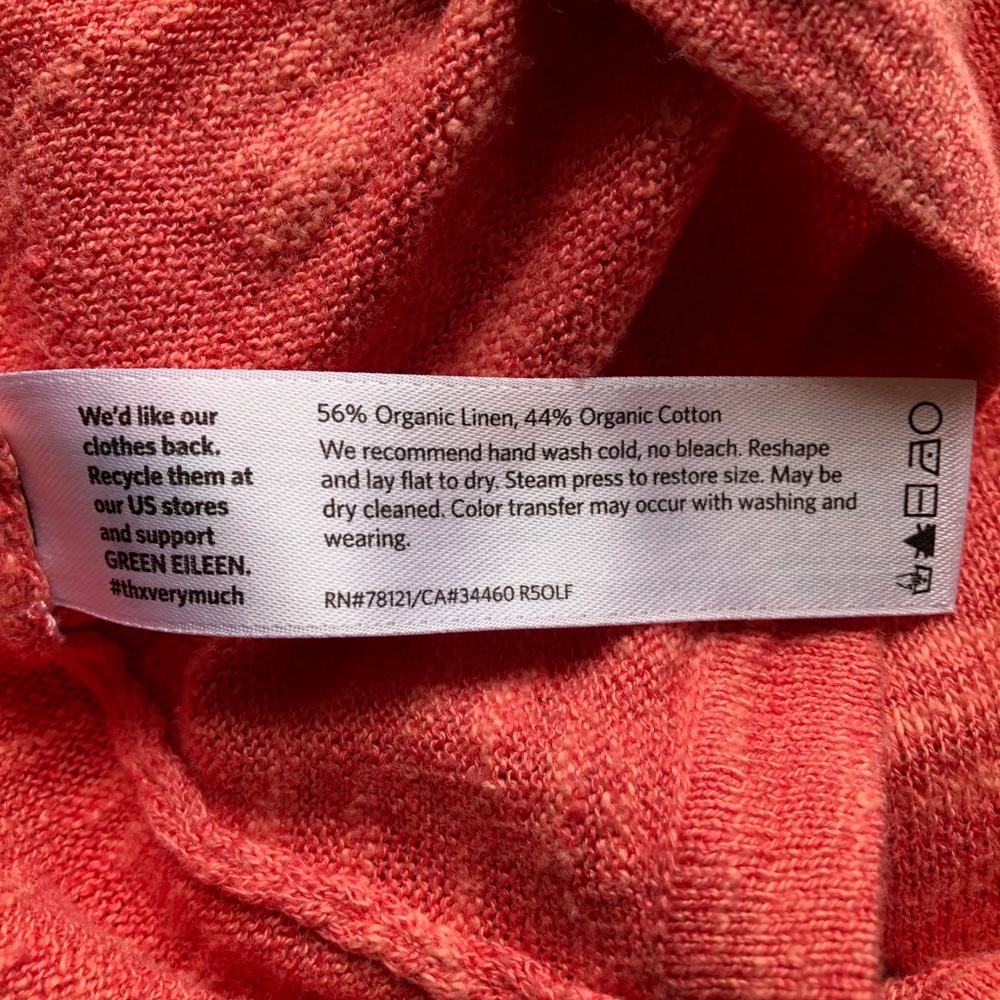 We'd like our
clothes back.
Recycle them at
our US stores
and support
GREEN EILEEN.
#thxverymuch
56% Organic Linen, 44% Organic Cotton
We recommend hand wash cold, no bleach. Reshape
and lay flat to dry. Steam press to restore size. May be
dry cleaned. Color transfer may occur with washing and
wearing.
RN#78121/CA#34460 R5OLF